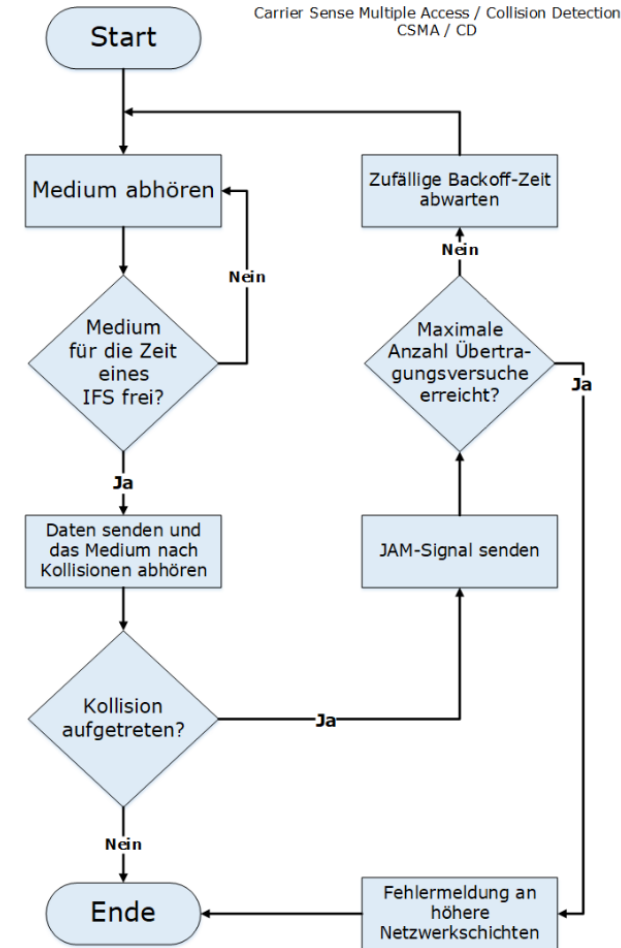 Carrier Sense Multiple Access / Collision Detection
CSMA / CD
Start
Medium abhören
Nein
Medium
für die Zeit
eines
IFS frei?
Ja
Daten senden und
das Medium nach
Kollisionen abhören
Kollision
aufgetreten?
Ja
Nein
Ende
Zufällige Backoff-Zeit
abwarten
Nein
Maximale
Anzahl Übertra-
gungsversuche
erreicht?
Ja
JAM-Signal senden
Fehlermeldung an
höhere
Netzwerkschichten